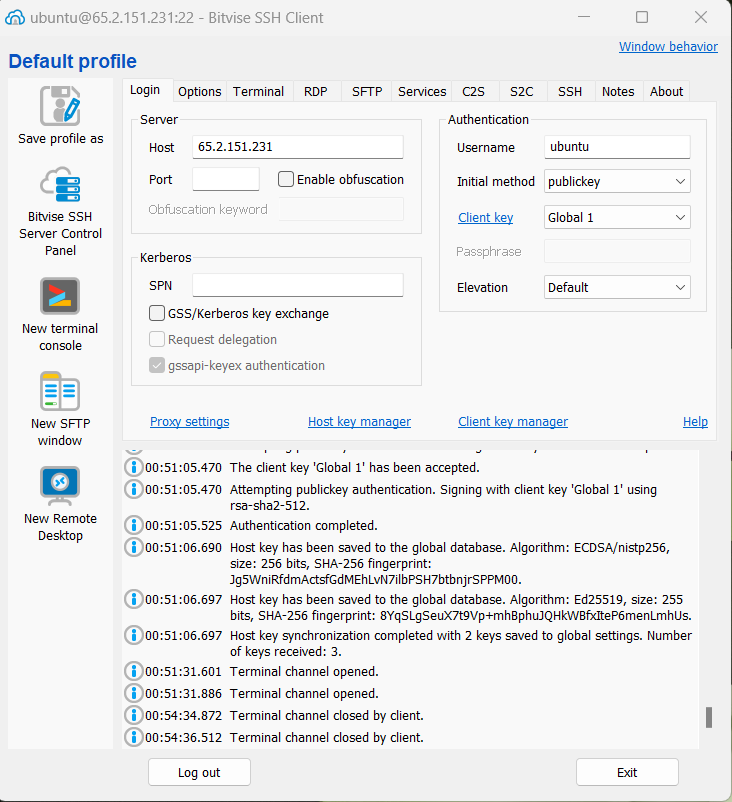 ubuntu@65.2.151.231:22 - Bitvise SSH Client
Window behavior
Default profile
Save profile as
Bitvise SSH
Server Control
Panel
New terminal
console
New SFTP
window
New Remote
Desktop
Login Options Terminal RDP SFTP Services C2S S2C SSH Notes About
Server
Host 65.2.151.231
Port Enable obfuscation
Obfuscation keyword
Kerberos
SPN
GSS/Kerberos key exchange
Request delegation
gssapi-keyex authentication
Authentication
Username ubuntu
Initial method publickey
Client key Global 1
Passphrase
Elevation Default
Proxy settings Host key manager Client key manager Help
00:51:05.470 The client key 'Global 1' has been accepted.
00:51:05.470 Attempting publickey authentication. Signing with client key 'Global 1' using
rsa-sha2-512.
00:51:05.525 Authentication completed.
00:51:06.690 Host key has been saved to the global database. Algorithm: ECDSA/nistp256,
size: 256 bits, SHA-256 fingerprint:
Jg5WniRfdmActsfGdMEhLvN7ilbPSH7btbnjrSPPM00.
00:51:06.697 Host key has been saved to the global database. Algorithm: Ed25519, size: 255
bits, SHA-256 fingerprint: 8YqSLgSeuX7t9Vp+mhBphuJQHkWBfxIteP6menLmhUs.
00:51:06.697 Host key synchronization completed with 2 keys saved to global settings. Number
of keys received: 3.
00:51:31.601 Terminal channel opened.
00:51:31.886 Terminal channel opened.
00:54:34.872 Terminal channel closed by client.
00:54:36.512 Terminal channel closed by client.
Log out Exit